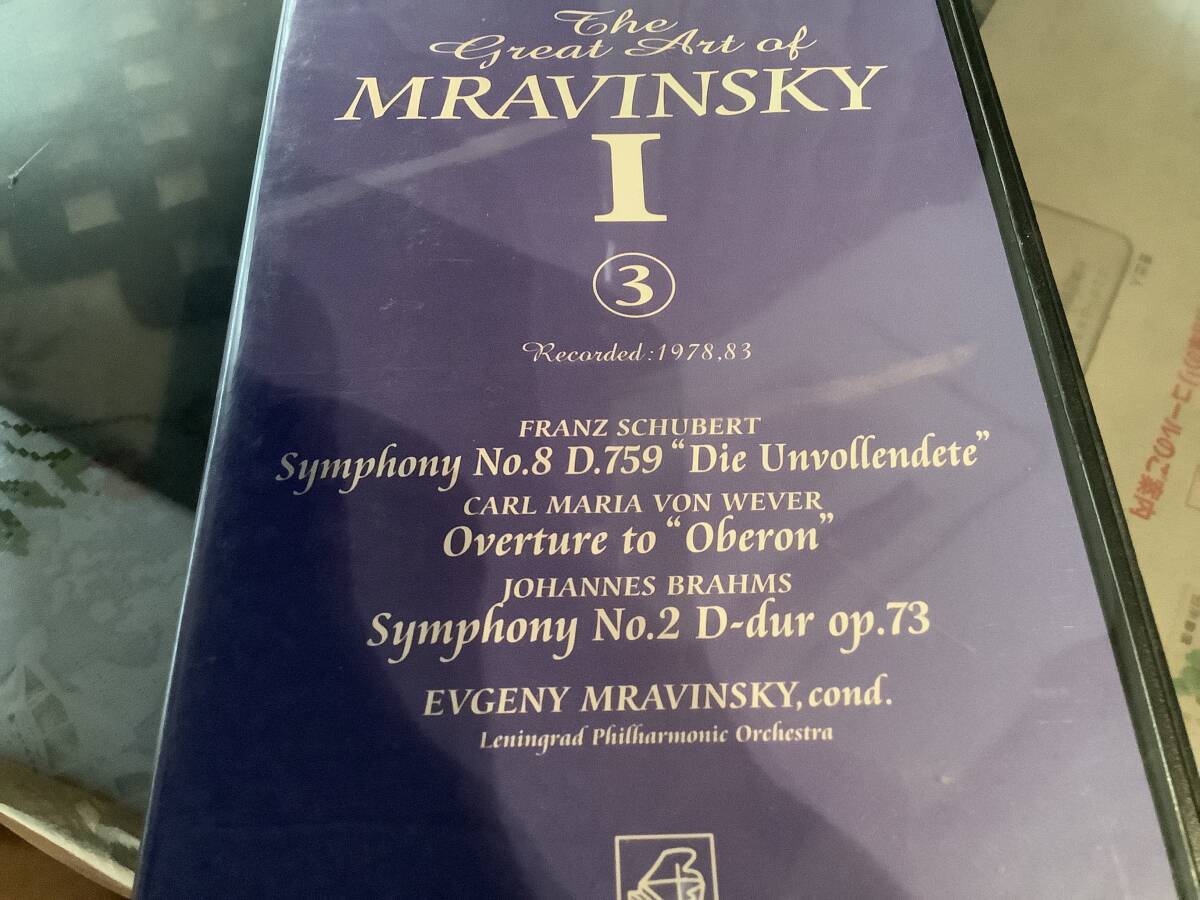 The
Great Art of
MRAVINSKY
I
3
Recorded:1978,83
FRANZ SCHUBERT
Symphony No.8 D.759 “Die Unvollendete”
CARL MARIA VON WEVER
Overture to “Oberon”
JOHANNES BRAHMS
Symphony No.2 D-dur op.73
EVGENY MRAVINSKY, cond.
Leningrad Philharmonic Orchestra